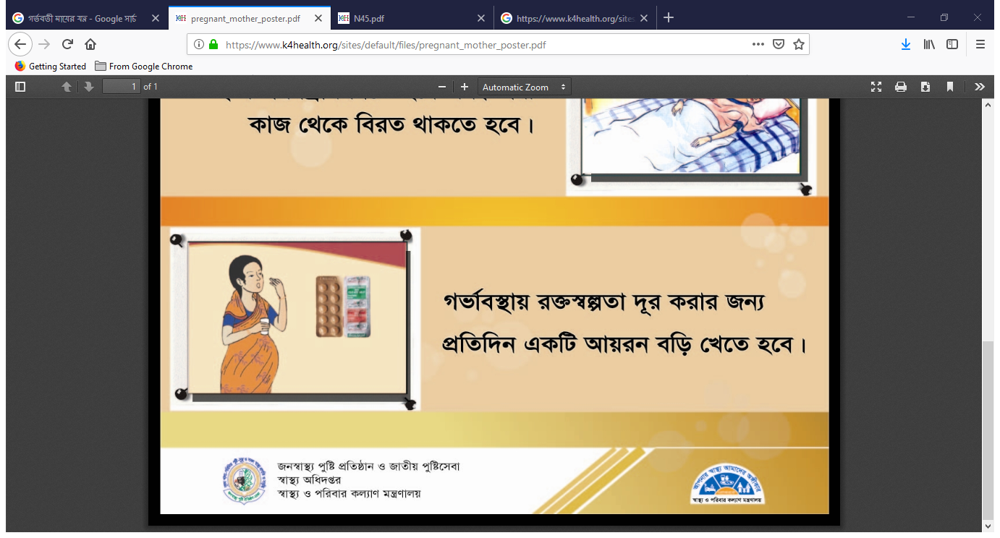 গর্ভবতী মায়ের যত্ন - Google সার্চ
pregnant_mother_poster.pdf
N45.pdf
https://www.k4health.org/sites
https://www.k4health.org/sites/default/files/pregnant_mother_poster.pdf
Getting Started From Google Chrome
1 of 1 Automatic Zoom
কাজ থেকে বিরত থাকতে হবে।
গর্ভাবস্থায় রক্তস্বল্পতা দূর করার জন্য
প্রতিদিন একটি আয়রন বড়ি খেতে হবে।
জনস্বাস্থ্য পুষ্টি প্রতিষ্ঠান ও জাতীয় পুষ্টিসেবা
স্বাস্থ্য অধিদপ্তর
স্বাস্থ্য ও পরিবার কল্যাণ মন্ত্রণালয়
আপনার স্বাস্থ্য আমাদের অঙ্গীকার
স্বাস্থ্য ও পরিবার কল্যাণ মন্ত্রণালয়